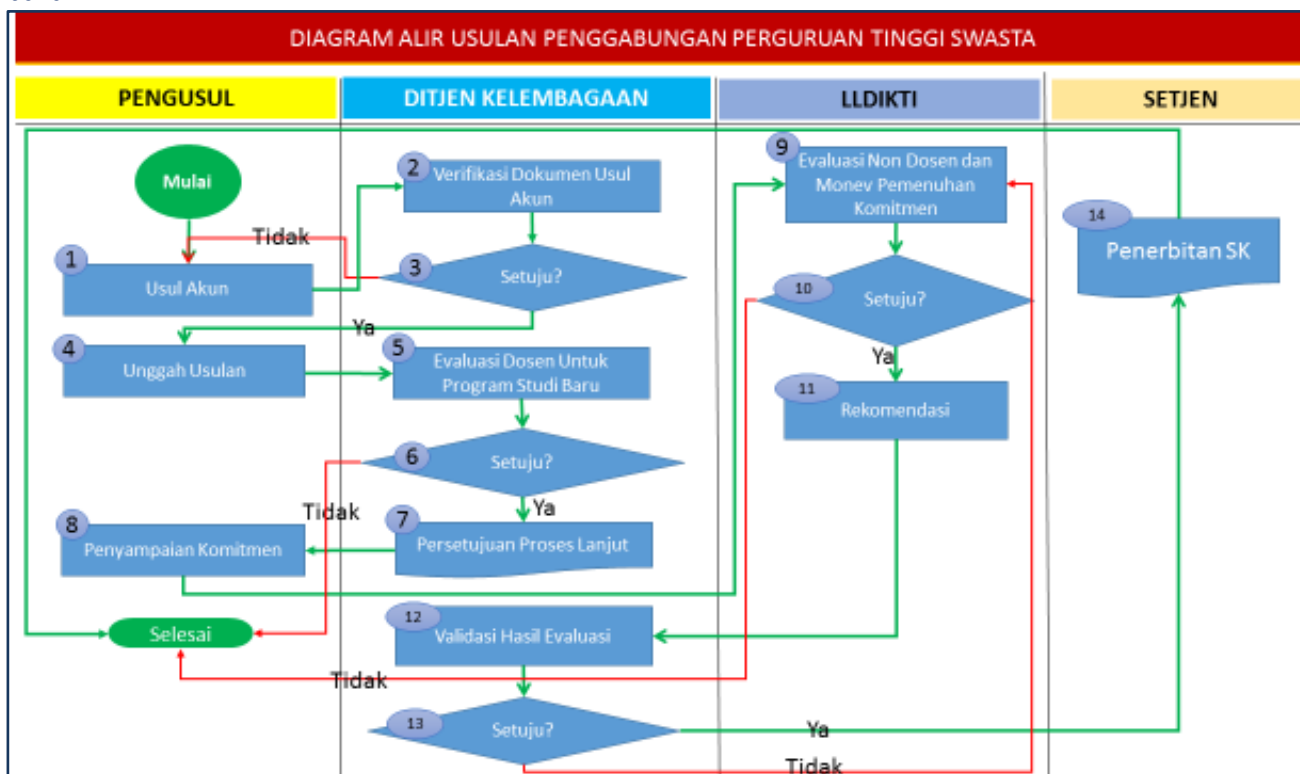 DIAGRAM ALIR USULAN PENGGABUNGAN PERGURUAN TINGGI SWASTA
PENGUSUL
DITJEN KELEMBAGAAN
LLDIKTI
SETJEN
Mulai
1
Usul Akun
2
Verifikasi Dokumen Usul
Akun
3
Setuju?
Tidak
Ya
4
Unggah Usulan
5
Evaluasi Dosen Untuk
Program Studi Baru
6
Setuju?
Tidak
Ya
7
Persetujuan Proses Lanjut
8
Penyampaian Komitmen
9
Evaluasi Non Dosen dan
Monev Pemenuhan
Komitmen
10
Setuju?
Tidak
Ya
11
Rekomendasi
12
Validasi Hasil Evaluasi
13
Setuju?
Ya
Tidak
14
Penerbitan SK
Selesai